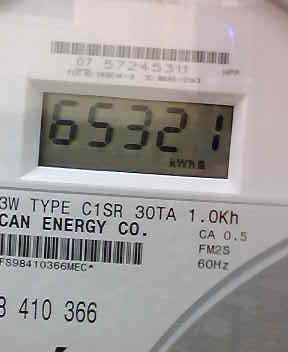 07 57245311
65321
kWh
3W TYPE C1SR 30TA 1.0Kh
CAN ENERGY CO.
CA 0.5
FM2S
60Hz
FS98410366MEC*
8 410 366